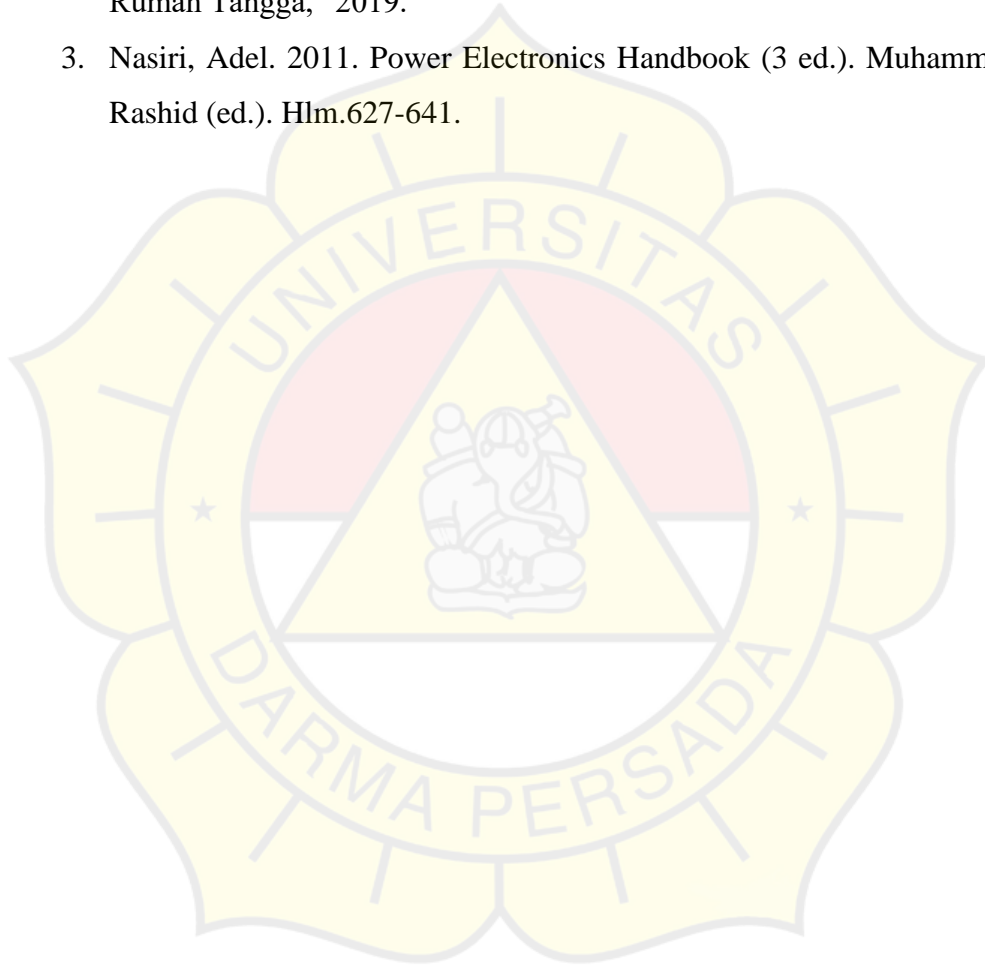 Rumah Tangga," 2019.
3. Nasiri, Adel. 2011. Power Electronics Handbook (3 ed.). Muhamm
Rashid (ed.). Hlm.627-641.
UNIVERSITAS
DARMA PERSADA